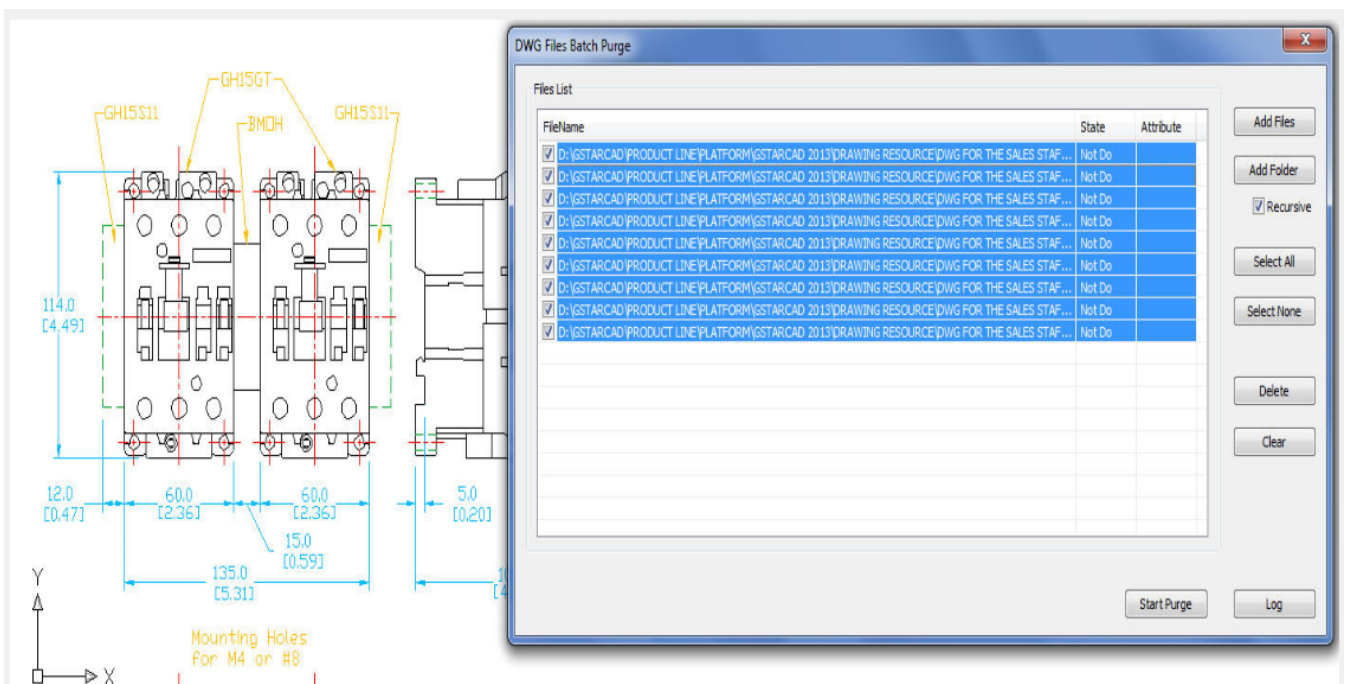 GH15GT
GH15S11
BMOH
GH15S11
114.0
[4.49]
12.0
[0.47]
60.0
[2.36]
60.0
[2.36]
5.0
[0.20]
15.0
[0.59]
135.0
[5.31]
Y
X
Mounting Holes
for M4 or #8
DWG Files Batch Purge
X
Files List
FileName State Attribute
D:\GSTARCAD\PRODUCT LINE\PLATFORM\GSTARCAD 2013\DRAWING RESOURCE\DWG FOR THE SALES STAF... Not Do
D:\GSTARCAD\PRODUCT LINE\PLATFORM\GSTARCAD 2013\DRAWING RESOURCE\DWG FOR THE SALES STAF... Not Do
D:\GSTARCAD\PRODUCT LINE\PLATFORM\GSTARCAD 2013\DRAWING RESOURCE\DWG FOR THE SALES STAF... Not Do
D:\GSTARCAD\PRODUCT LINE\PLATFORM\GSTARCAD 2013\DRAWING RESOURCE\DWG FOR THE SALES STAF... Not Do
D:\GSTARCAD\PRODUCT LINE\PLATFORM\GSTARCAD 2013\DRAWING RESOURCE\DWG FOR THE SALES STAF... Not Do
D:\GSTARCAD\PRODUCT LINE\PLATFORM\GSTARCAD 2013\DRAWING RESOURCE\DWG FOR THE SALES STAF... Not Do
D:\GSTARCAD\PRODUCT LINE\PLATFORM\GSTARCAD 2013\DRAWING RESOURCE\DWG FOR THE SALES STAF... Not Do
D:\GSTARCAD\PRODUCT LINE\PLATFORM\GSTARCAD 2013\DRAWING RESOURCE\DWG FOR THE SALES STAF... Not Do
D:\GSTARCAD\PRODUCT LINE\PLATFORM\GSTARCAD 2013\DRAWING RESOURCE\DWG FOR THE SALES STAF... Not Do
Add Files
Add Folder
Recursive
Select All
Select None
Delete
Clear
Start Purge
Log